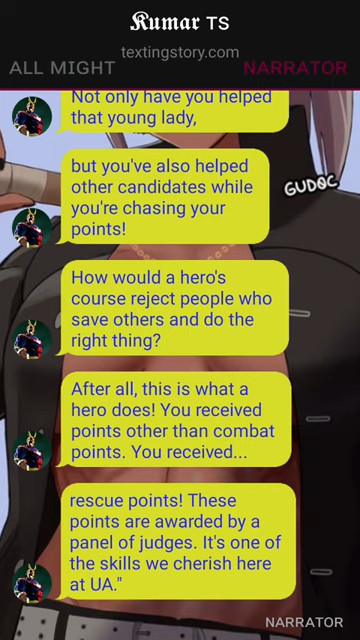 Kumar TS
textingstory.com
ALL MIGHT
NARRATOR
Not only have you helped
that young lady,
but you've also helped
other candidates while
you're chasing your
points!
GUDOC
How would a hero's
course reject people who
save others and do the
right thing?
After all, this is what a
hero does! You received
points other than combat
points. You received...
rescue points! These
points are awarded by a
panel of judges. It's one of
the skills we cherish here
at UA."
NARRATOR